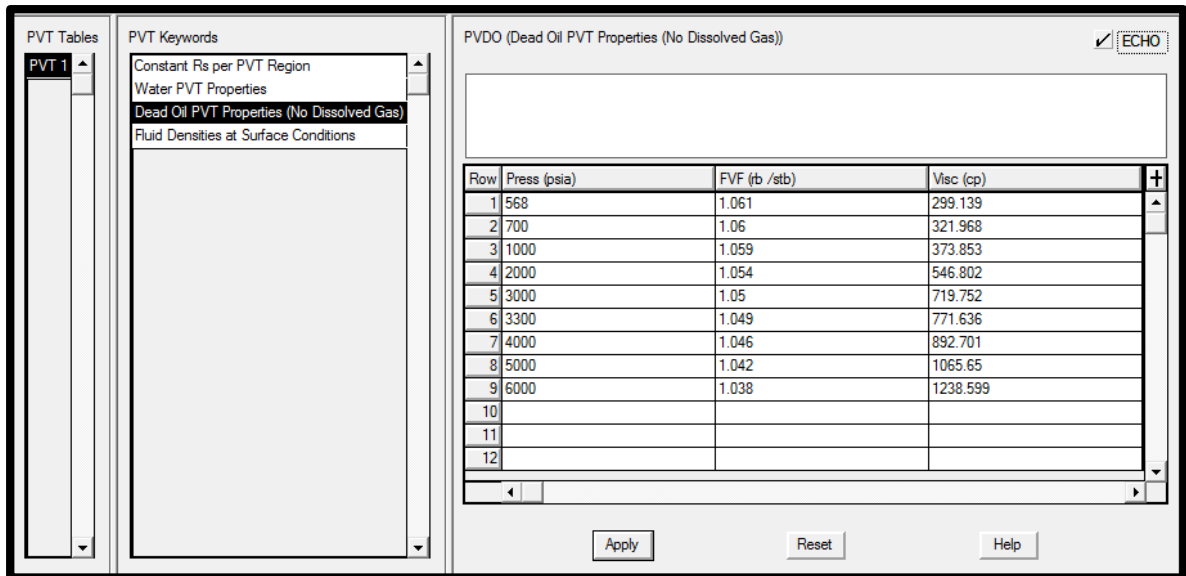 PVT Tables
PVT 1
PVT Keywords
Constant Rs per PVT Region
Water PVT Properties
Dead Oil PVT Properties (No Dissolved Gas)
Fluid Densities at Surface Conditions
PVDO (Dead Oil PVT Properties (No Dissolved Gas))
ECHO
Row Press (psia) FVF (rb /stb) Visc (cp)
1 568 1.061 299.139
2 700 1.06 321.968
3 1000 1.059 373.853
4 2000 1.054 546.802
5 3000 1.05 719.752
6 3300 1.049 771.636
7 4000 1.046 892.701
8 5000 1.042 1065.65
9 6000 1.038 1238.599
10
11
12
Apply Reset Help